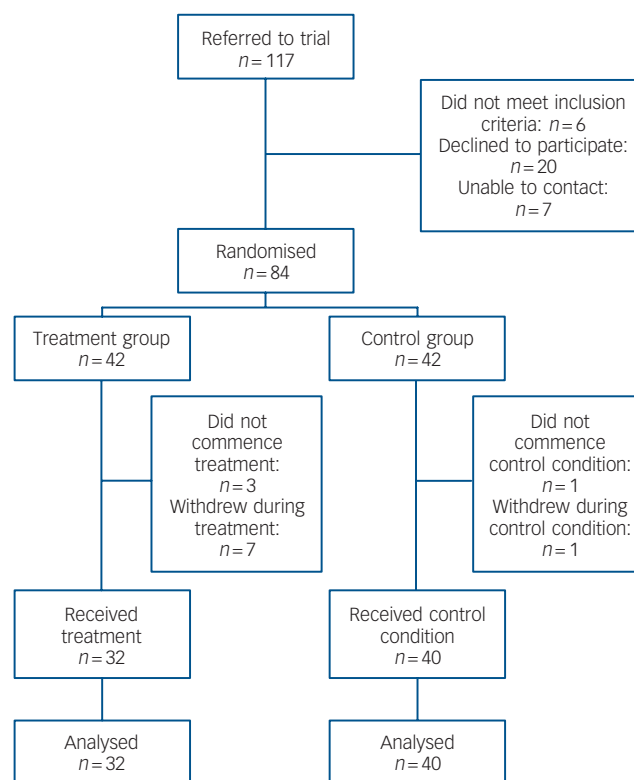 Referred to trial
n=117
Did not meet inclusion
criteria: n=6
Declined to participate:
n=20
Unable to contact:
n=7
Randomised
n=84
Treatment group
n=42
Control group
n=42
Did not
commence
treatment:
n=3
Withdrew during
treatment:
n=7
Did not
commence
control condition:
n=1
Withdrew during
control condition:
n=1
Received
treatment
n=32
Received control
condition
n=40
Analysed
n=32
Analysed
n=40